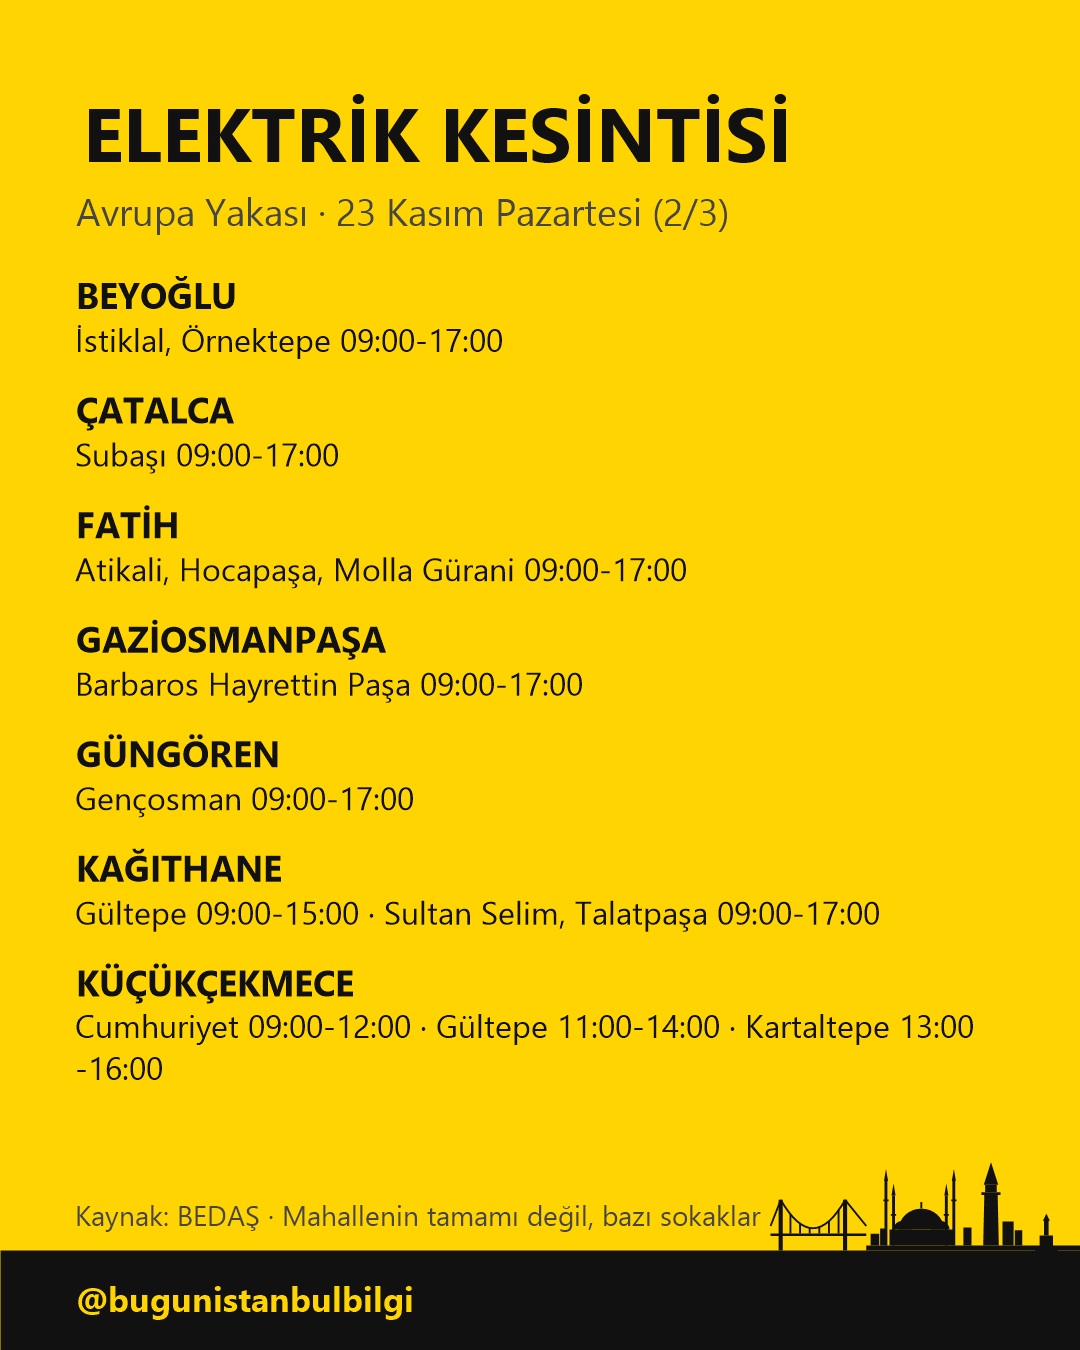 ELEKTRİK KESİNTİSİ
Avrupa Yakası · 23 Kasım Pazartesi (2/3)
BEYOĞLU
İstiklal, Örnektepe 09:00-17:00
ÇATALCA
Subaşı 09:00-17:00
FATİH
Atikali, Hocapaşa, Molla Gürani 09:00-17:00
GAZİOSMANPAŞA
Barbaros Hayrettin Paşa 09:00-17:00
GÜNGÖREN
Gençosman 09:00-17:00
KAĞITHANE
Gültepe 09:00-15:00 · Sultan Selim, Talatpaşa 09:00-17:00
KÜÇÜKÇEKMECE
Cumhuriyet 09:00-12:00 · Gültepe 11:00-14:00 · Kartaltepe 13:00
-16:00
Kaynak: BEDAŞ · Mahallenin tamamı değil, bazı sokaklar
@bugunistanbulbilgi